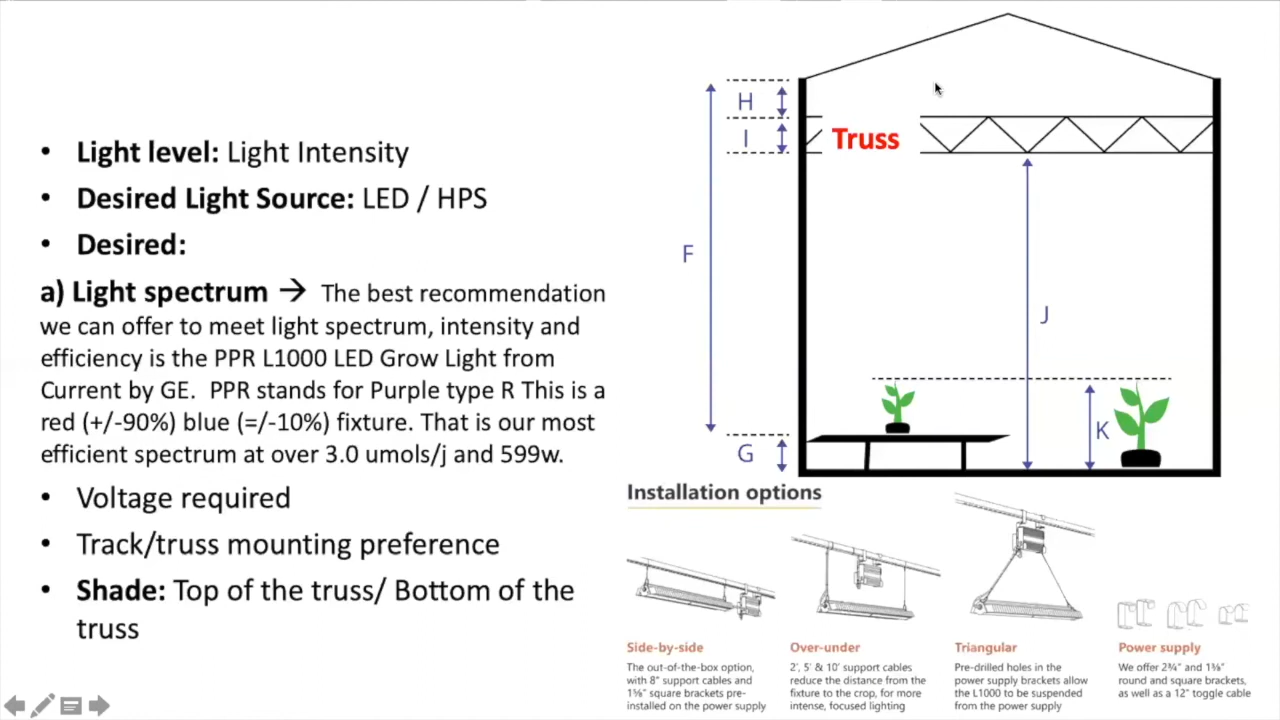 • Light level: Light Intensity
• Desired Light Source: LED / HPS
• Desired:
a) Light spectrum → The best recommendation
we can offer to meet light spectrum, intensity and
efficiency is the PPR L1000 LED Grow Light from
Current by GE. PPR stands for Purple type R This is a
red (+/-90%) blue (=/-10%) fixture. That is our most
efficient spectrum at over 3.0 umols/j and 599w.
• Voltage required
• Track/truss mounting preference
• Shade: Top of the truss/ Bottom of the
truss
H
I
Truss
F
J
K
G
Installation options
Side-by-side
The out-of-the-box option,
with 8" support cables and
1⅝" square brackets pre-
installed on the power supply
Over-under
2', 5' & 10' support cables
reduce the distance from the
fixture to the crop, for more
intense, focused lighting
Triangular
Pre-drilled holes in the
power supply brackets allow
the L1000 to be suspended
from the power supply
Power supply
We offer 2¾" and 1⅝"
round and square brackets,
as well as a 12" toggle cable